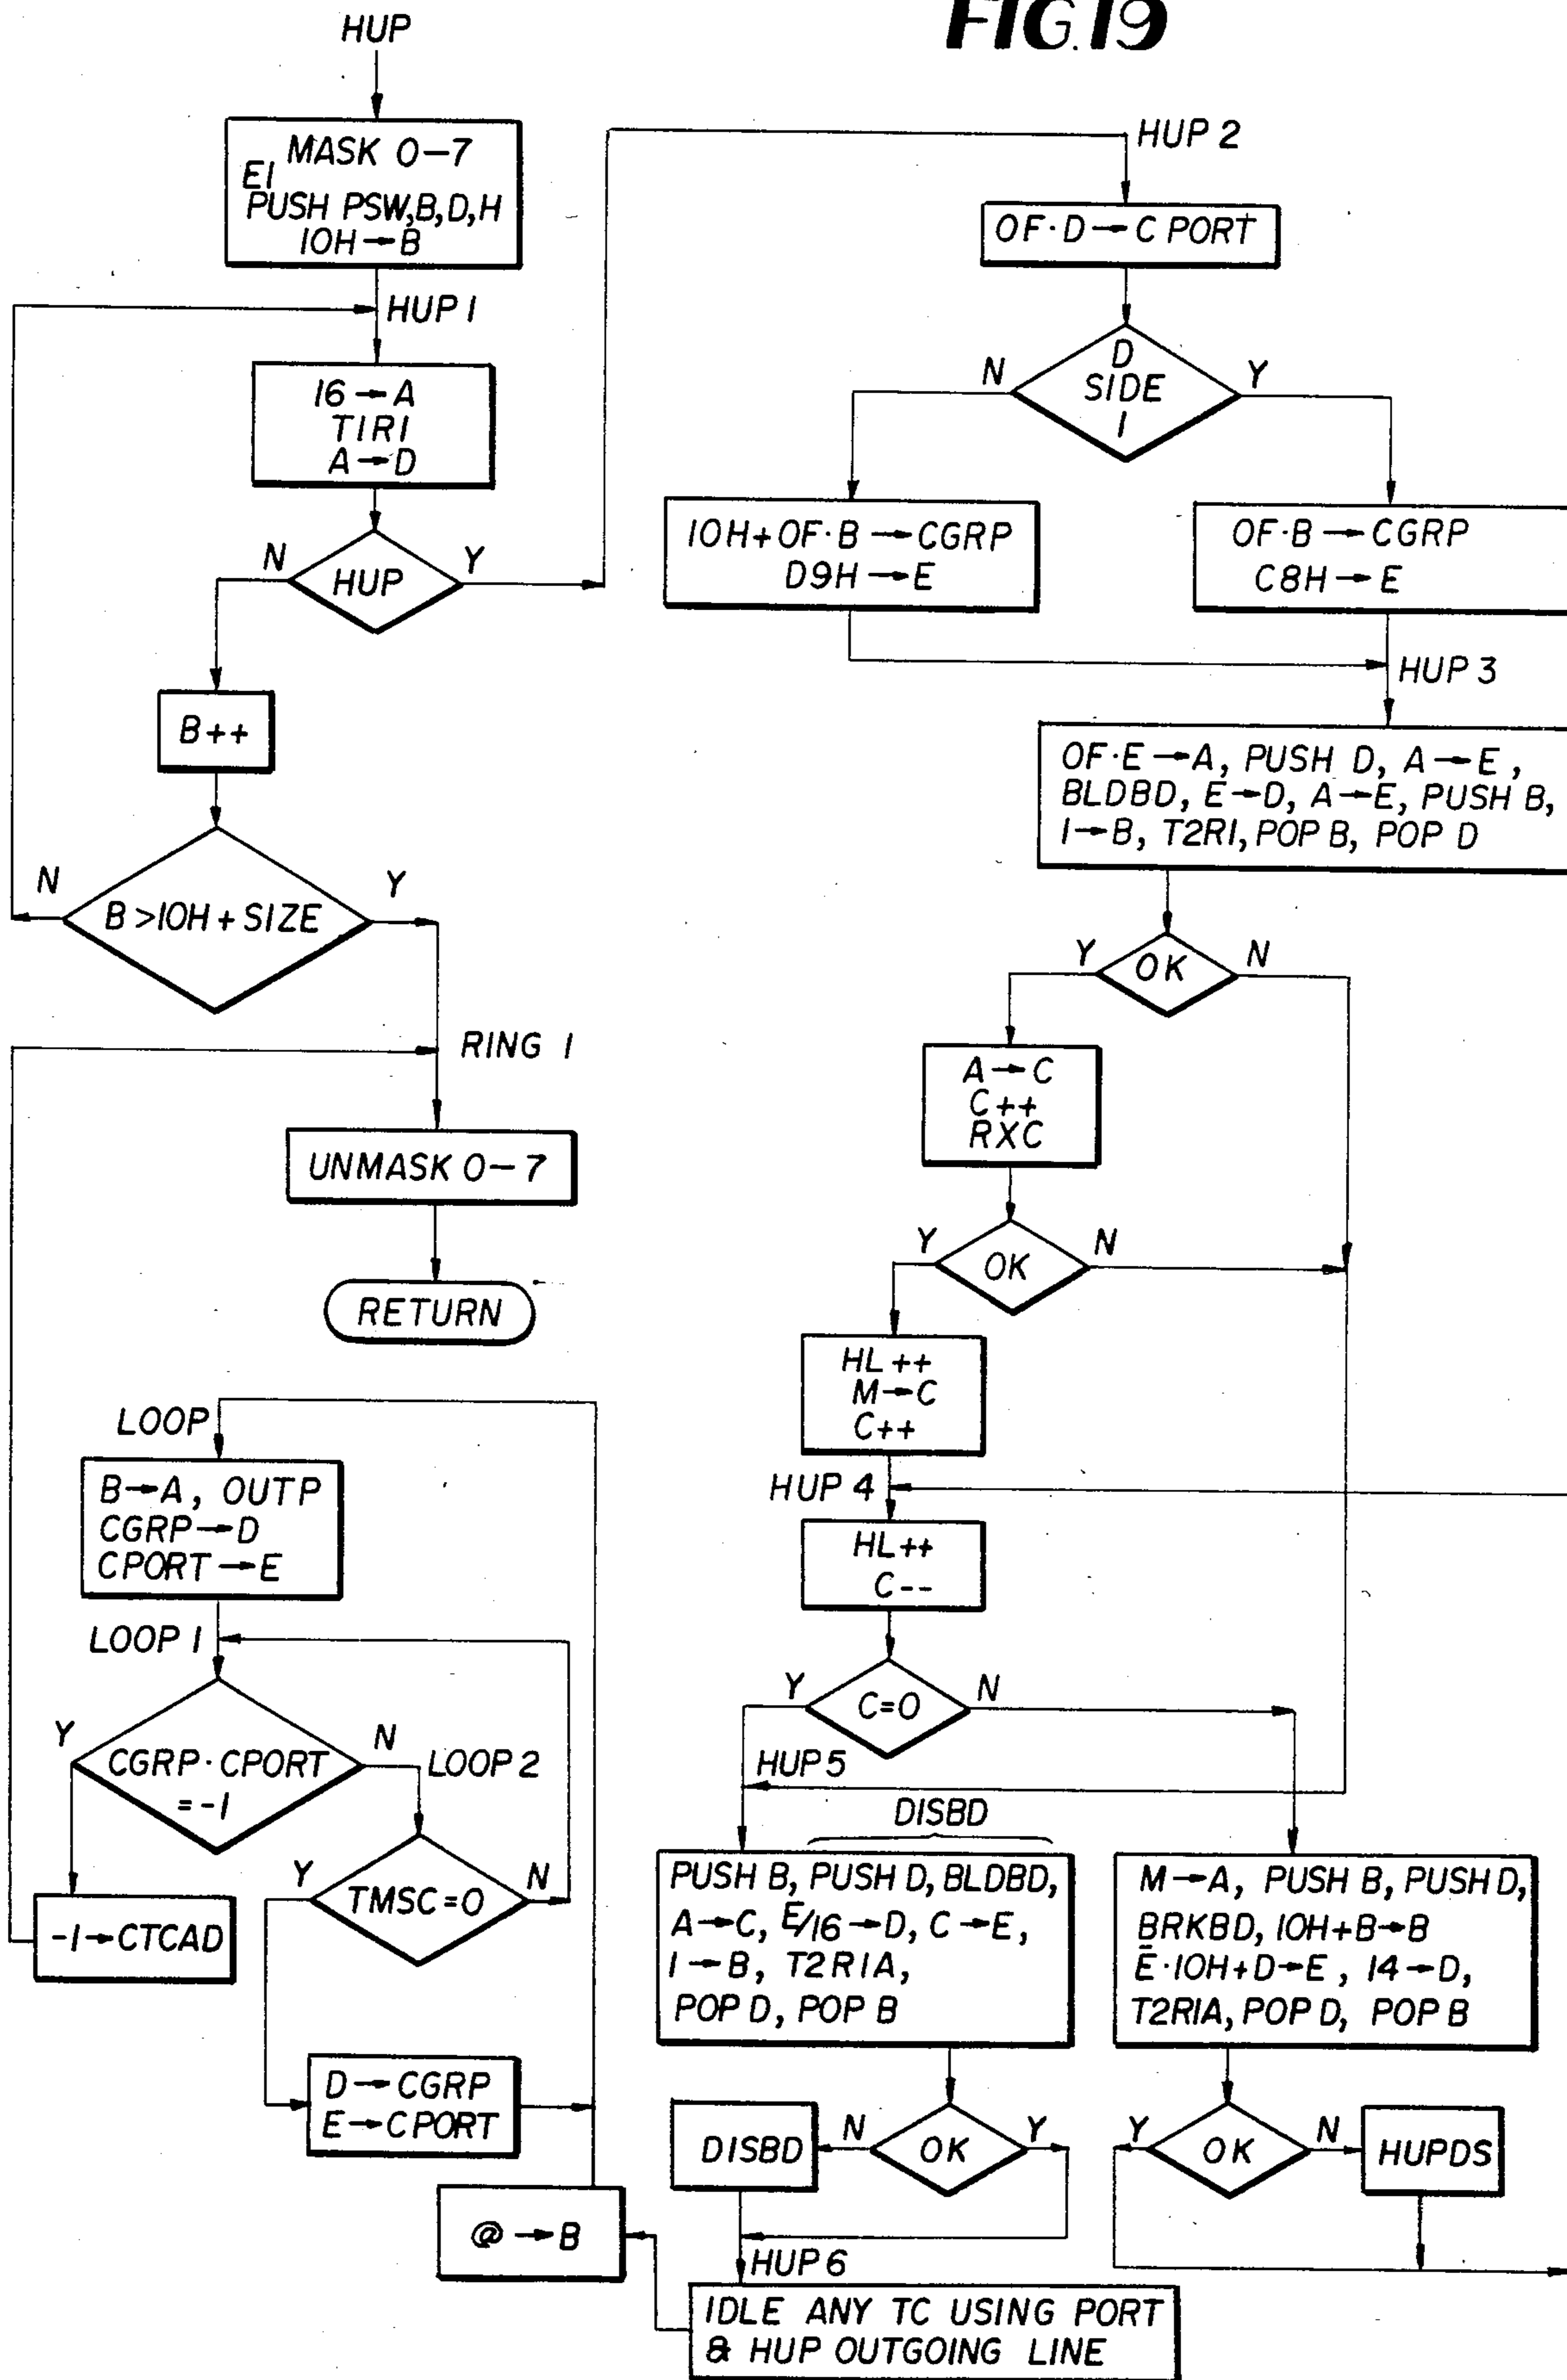 FIG. 19
HUP
MASK 0-7
EI
PUSH PSW,B,D,H
10H→B
HUP 1
16→A
TIRI
A→D
HUP
N
Y
B++
B>10H+SIZE
N
Y
RING 1
UNMASK 0-7
RETURN
LOOP
B→A, OUTP
CGRP→D
CPORT→E
LOOP 1
CGRP·CPORT
=-1
Y
N
LOOP 2
TMSC=0
Y
N
-1→CTCAD
D→CGRP
E→CPORT
@→B
HUP 2
OF·D→C PORT
D
SIDE
1
N
Y
10H+OF·B→CGRP
D9H→E
OF·B→CGRP
C8H→E
HUP 3
OF·E→A, PUSH D, A→E,
BLDBD, E→D, A→E, PUSH B,
1→B, T2RI, POP B, POP D
OK
Y
N
A→C
C++
RXC
OK
Y
N
HL++
M→C
C++
HUP 4
HL++
C--
C=0
Y
N
HUP 5
DISBD
PUSH B, PUSH D, BLDBD,
A→C, E/16→D, C→E,
1→B, T2RIA,
POP D, POP B
M→A, PUSH B, PUSH D,
BRKBD, 10H+B→B
Ē·10H+D→E, 14→D,
T2RIA, POP D, POP B
DISBD
N
OK
Y
Y
OK
N
HUPDS
HUP 6
IDLE ANY TC USING PORT
& HUP OUTGOING LINE